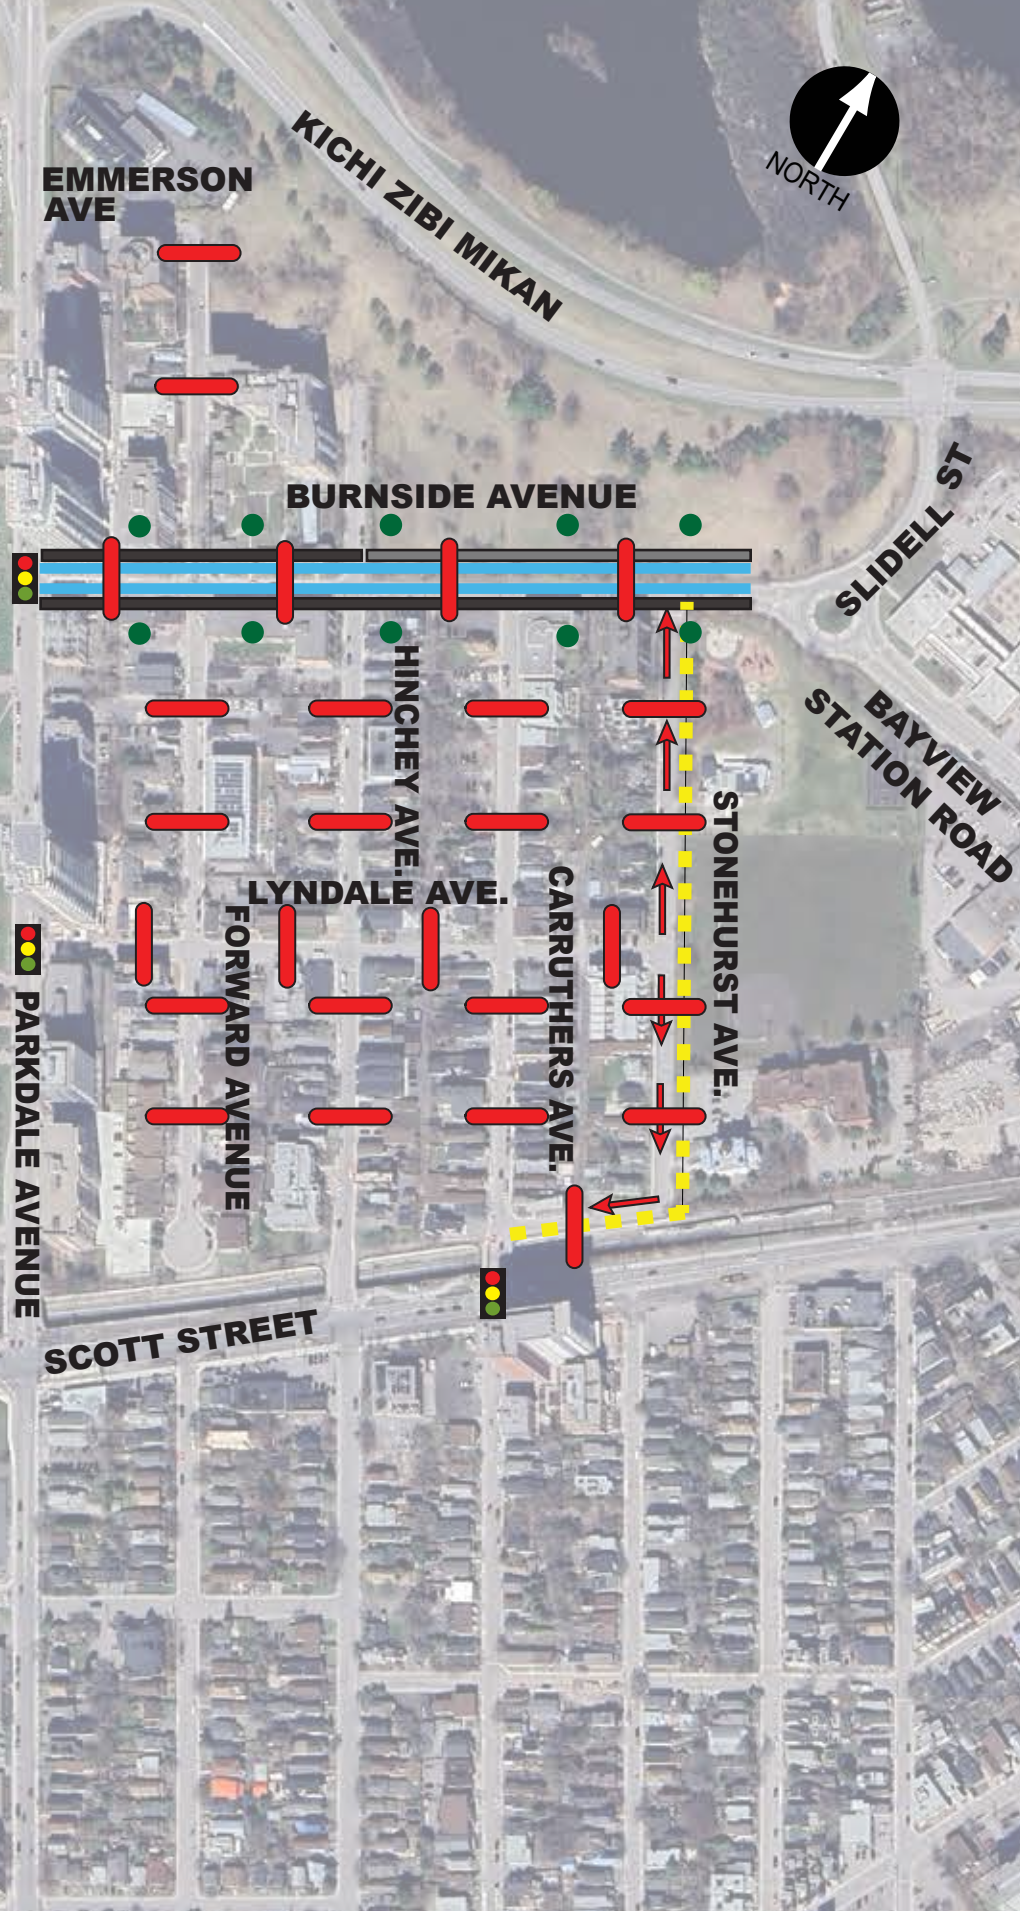 KICHI ZIBI MIKAN
NORTH
EMMERSON
AVE
BURNSIDE AVENUE
SLIDELL ST
HINCHEY AVE.
BAYVIEW
STATION ROAD
STONEHURST AVE.
LYNDALE AVE.
CARRUTHERS AVE.
FORWARD AVENUE
PARKDALE AVENUE
SCOTT STREET